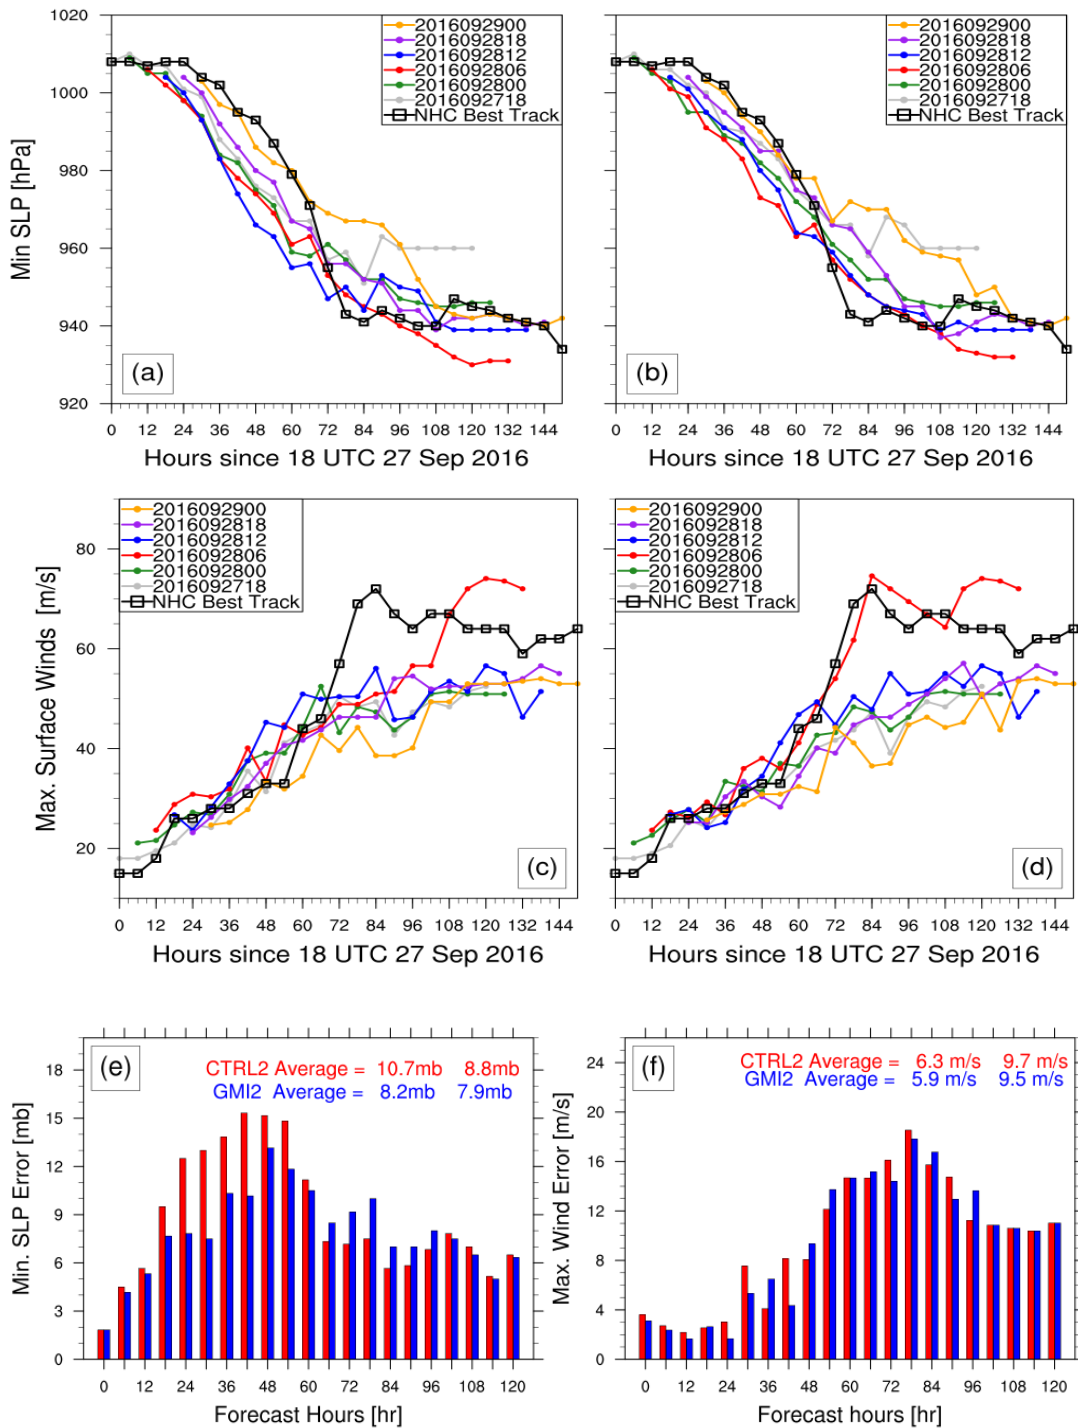 1020
1000
980
960
940
920
Min SLP [hPa]
2016092900
2016092818
2016092812
2016092806
2016092800
2016092718
NHC Best Track
(a)
0 12 24 36 48 60 72 84 96 108 132 144
Hours since 18 UTC 27 Sep 2016
2016092900
2016092818
2016092812
2016092806
2016092800
2016092718
NHC Best Track
(b)
0 12 24 36 48 60 72 84 96 108 132 144
Hours since 18 UTC 27 Sep 2016
80
60
40
20
Max. Surface Winds [m/s]
2016092900
2016092818
2016092812
2016092806
2016092800
2016092718
NHC Best Track
(c)
0 12 24 36 48 60 72 84 96 108 120 132 144
Hours since 18 UTC 27 Sep 2016
80
60
40
20
2016092900
2016092818
2016092812
2016092806
2016092800
2016092718
NHC Best Track
(d)
0 12 24 36 48 60 72 84 96 108 120 132 144
Hours since 18 UTC 27 Sep 2016
18
15
12
9
6
3
0
Min. SLP Error [mb]
(e)
CTRL2 Average = 10.7mb 8.8mb
GMI2 Average = 8.2mb 7.9mb
0 12 24 36 48 60 72 84 96 108 120
Forecast Hours [hr]
24
20
16
12
8
4
0
Max. Wind Error [m/s]
(f)
CTRL2 Average = 6.3 m/s 9.7 m/s
GMI2 Average = 5.9 m/s 9.5 m/s
0 12 24 36 48 60 72 84 96 108 120
Forecast hours [hr]